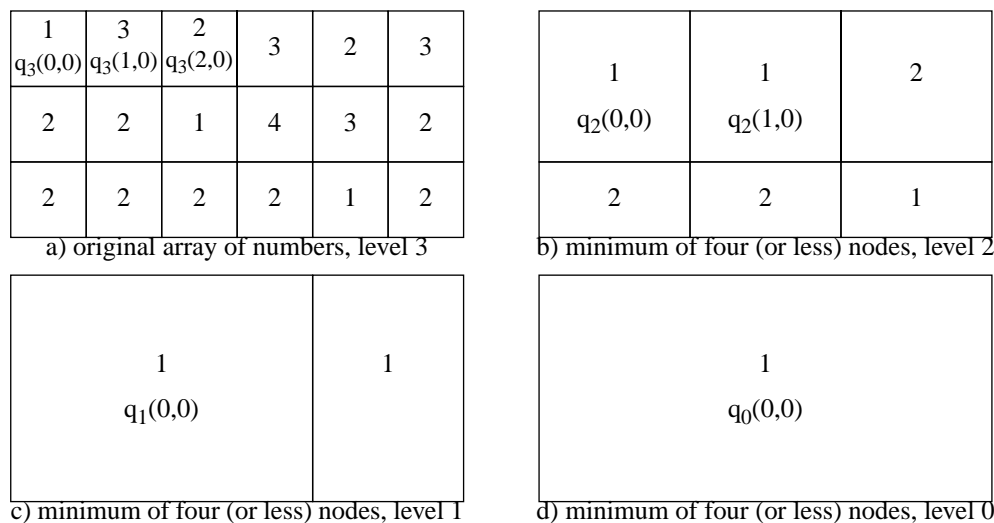 1 3 2 3 2 3
q3(0,0) q3(1,0) q3(2,0)
2 2 1 4 3 2
2 2 2 2 1 2
a) original array of numbers, level 3
1 1 2
q2(0,0) q2(1,0)
2 2 1
b) minimum of four (or less) nodes, level 2
1 1
q1(0,0)
c) minimum of four (or less) nodes, level 1
1
q0(0,0)
d) minimum of four (or less) nodes, level 0